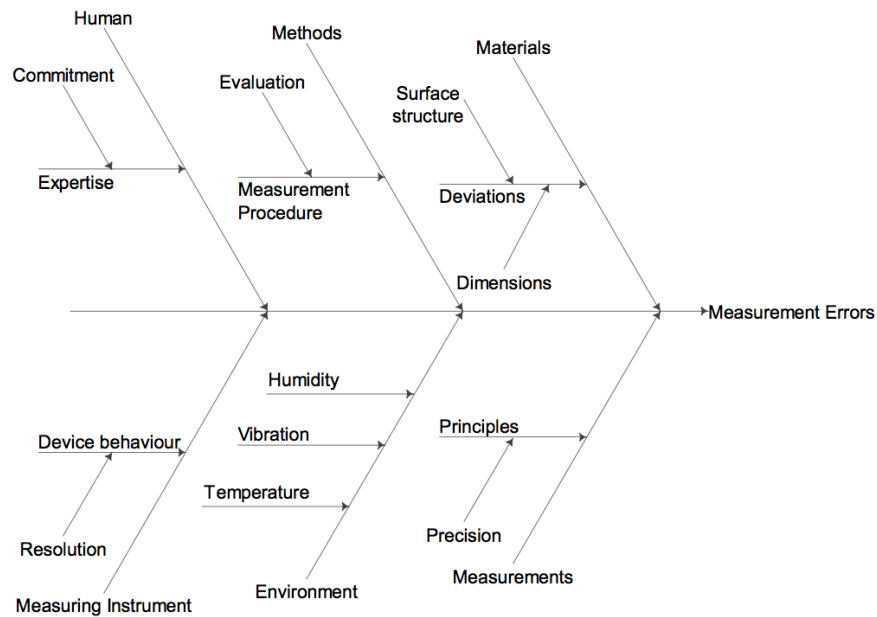 Human
Methods
Materials
Commitment
Evaluation
Surface
structure
Expertise
Measurement
Procedure
Deviations
Dimensions
Measurement Errors
Humidity
Device behaviour
Vibration
Principles
Temperature
Resolution
Precision
Measuring Instrument
Environment
Measurements